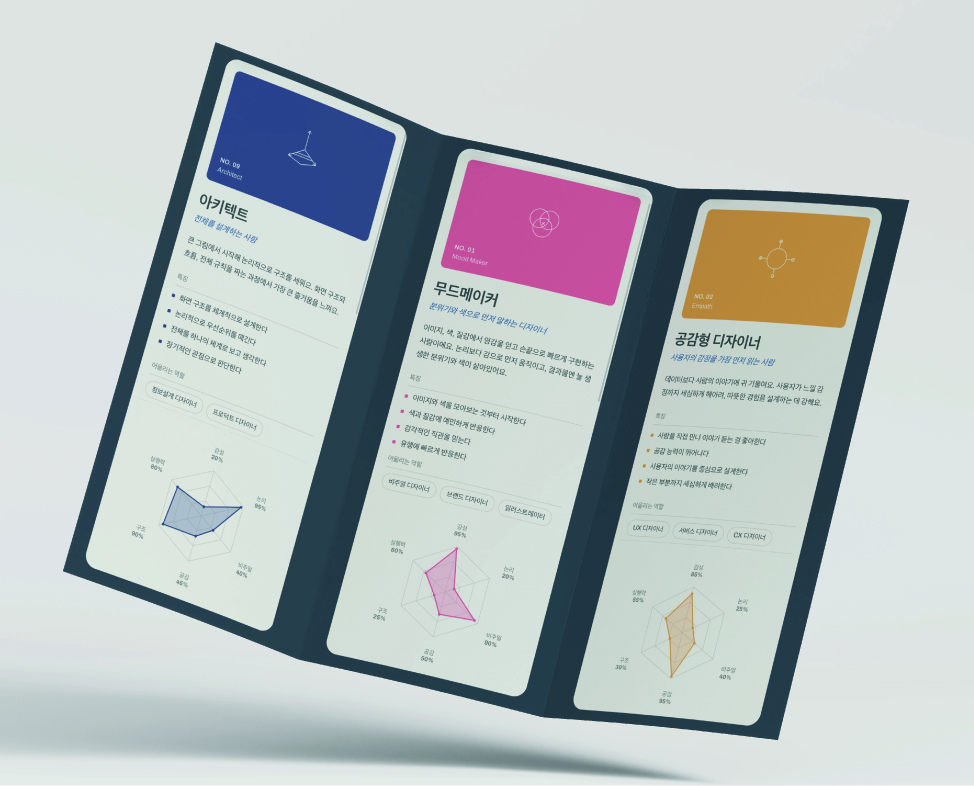 NO. 09
Architect
아키텍트
전체를 설계하는 사람
큰 그림에서 시작해 논리적으로 구조를 세워요. 화면 구조와
흐름, 전체 규칙을 짜는 과정에서 가장 큰 즐거움을 느껴요.
특징
화면 구조를 체계적으로 설계한다
논리적으로 우선순위를 매긴다
전체를 하나의 체계로 보고 생각한다
장기적인 관점으로 판단한다
어울리는 역할
정보설계 디자이너
프로덕트 디자이너
감성
20%
논리
95%
비주얼
40%
공감
45%
구조
90%
실행력
80%
NO. 01
Mood Maker
무드메이커
분위기와 색으로 먼저 말하는 디자이너
이미지, 색, 질감에서 영감을 얻고 손끝으로 빠르게 구현하는
사람이에요. 논리보다 감으로 먼저 움직이고, 결과물엔 늘 생
생한 분위기와 색이 살아있어요.
특징
이미지와 색을 모아보는 것부터 시작한다
색과 질감에 예민하게 반응한다
감각적인 직관을 믿는다
유행에 빠르게 반응한다
어울리는 역할
비주얼 디자이너
브랜드 디자이너
일러스트레이터
감성
95%
논리
20%
비주얼
90%
공감
50%
구조
25%
실행력
60%
NO. 02
Empath
공감형 디자이너
사용자의 감정을 가장 먼저 읽는 사람
데이터보다 사람의 이야기에 귀 기울여요. 사용자가 느낄 감
정까지 세심하게 헤아려, 따뜻한 경험을 설계하는 데 강해요.
특징
사람을 직접 만나 이야기 듣는 걸 좋아한다
공감 능력이 뛰어나다
사용자의 이야기를 중심으로 설계한다
작은 부분까지 세심하게 배려한다
어울리는 역할
UX 디자이너
서비스 디자이너
CX 디자이너
감성
85%
논리
25%
비주얼
40%
공감
95%
구조
30%
실행력
55%